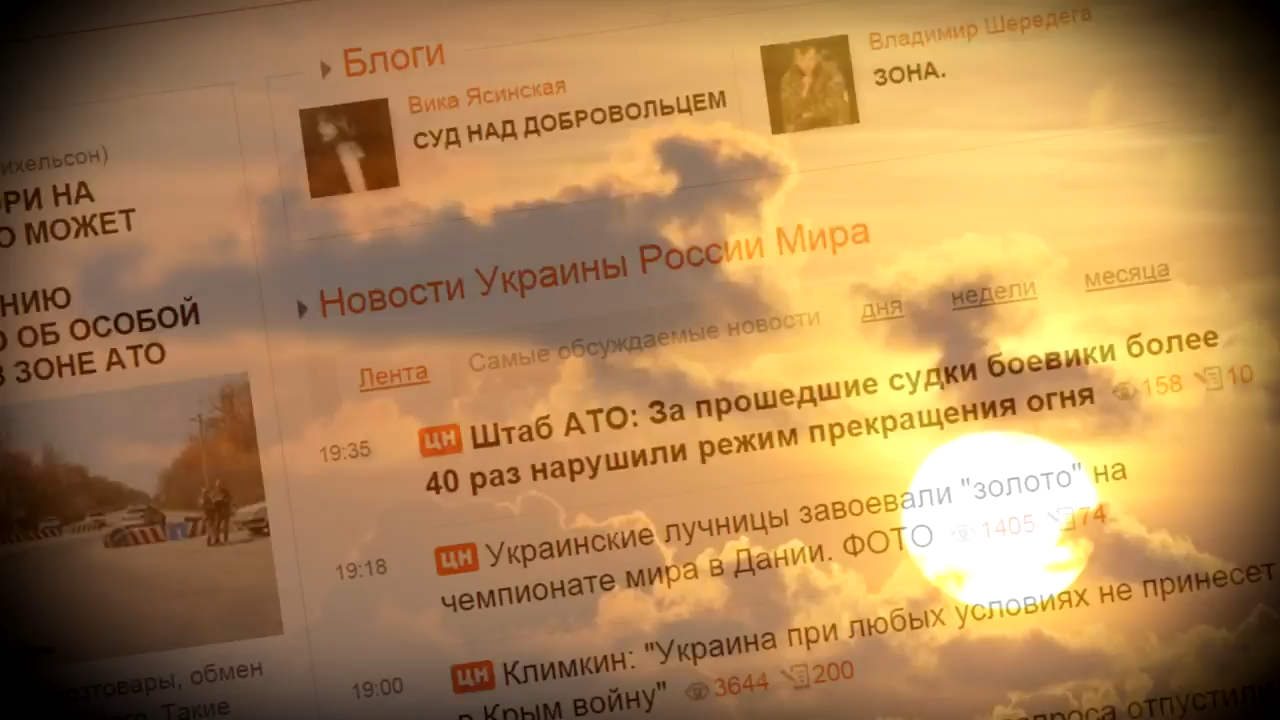 Блоги
Вика Ясинская
СУД НАД ДОБРОВОЛЬЦЕМ
Владимир Шередега
ЗОНА.
ихельсон)
РИ НА
О МОЖЕТ
НИЮ
О ОБ ОСОБОЙ
В ЗОНЕ АТО
Новости Украины России Мира
Лента Самые обсуждаемые новости дня недели месяца
19:35 ЦН Штаб АТО: За прошедшие судки боевики более
40 раз нарушили режим прекращения огня 158 10
19:18 ЦН Украинские лучницы завоевали "золото" на
чемпионате мира в Дании. ФОТО 1405 74
19:00 ЦН Климкин: "Украина при любых условиях не принесет
в Крым войну" 3644 200
обмен
Такие
отпустили